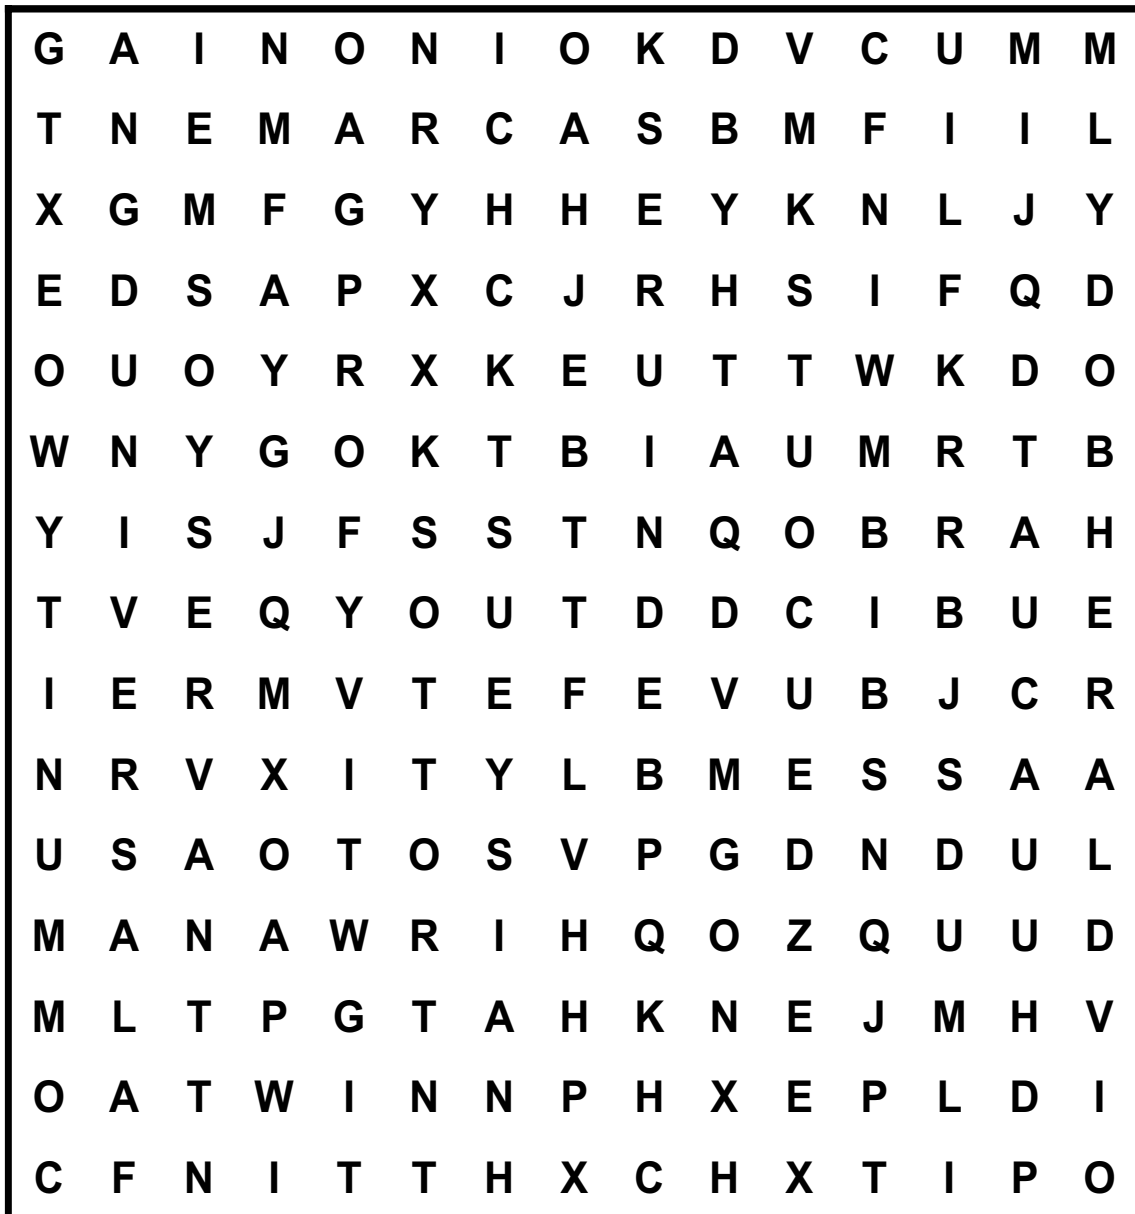 G A I N O N I O K D V C U M M
T N E M A R C A S B M F I I L
X G M F G Y H H E Y K N L J Y
E D S A P X C J R H S I F Q D
O U O Y R X K E U T T W K D O
W N Y G O K T B I A U M R T B
Y I S J F S S T N Q O B R A H
T V E Q Y O U T D D C I B U E
I E R M V T E F E V U B J C R
N R V X I T Y L B M E S S A A
U S A O T O S V P G D N D U L
M A N A W R I H Q O Z Q U U D
M L T P G T A H K N E J M H V
O A T W I N N P H X E P L D I
C F N I T T H X C H X T I P O